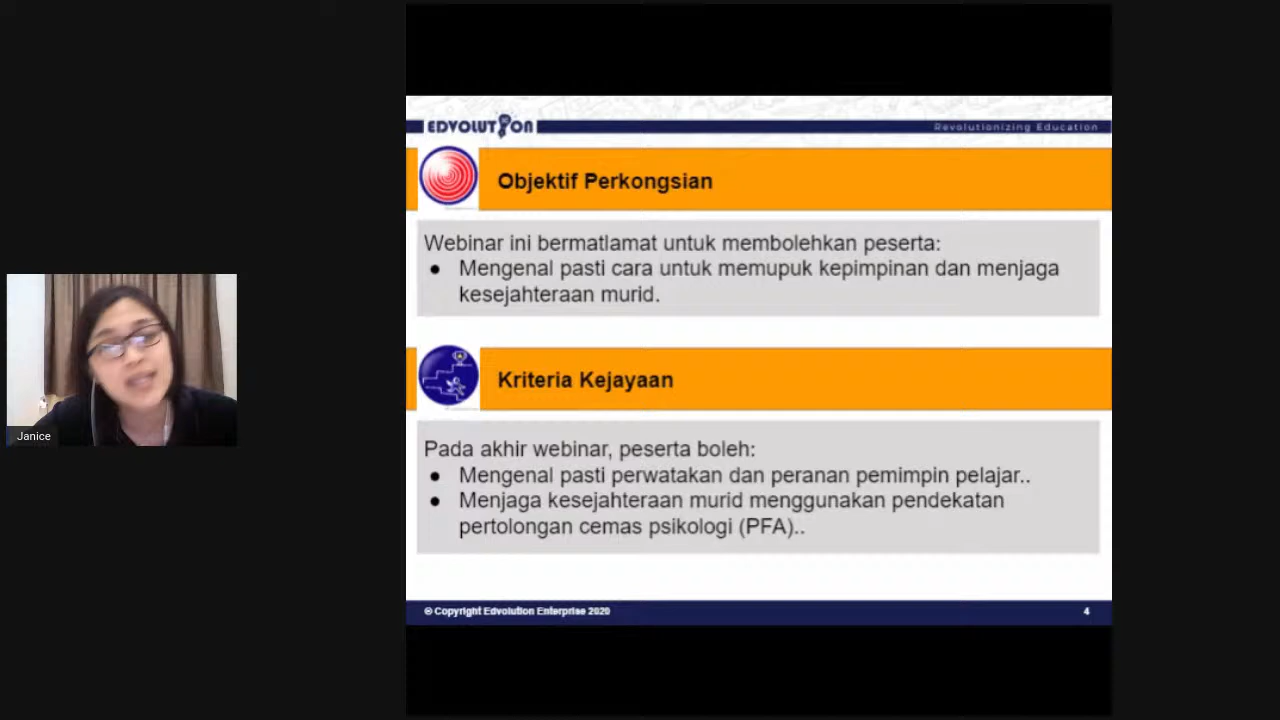 EDVOLUTION
Revolutionizing Education
Objektif Perkongsian
Webinar ini bermatlamat untuk membolehkan peserta:
● Mengenal pasti cara untuk memupuk kepimpinan dan menjaga
kesejahteraan murid.
Kriteria Kejayaan
Pada akhir webinar, peserta boleh:
● Mengenal pasti perwatakan dan peranan pemimpin pelajar..
● Menjaga kesejahteraan murid menggunakan pendekatan
pertolongan cemas psikologi (PFA)..
© Copyright Edvolution Enterprise 2020
4
Janice